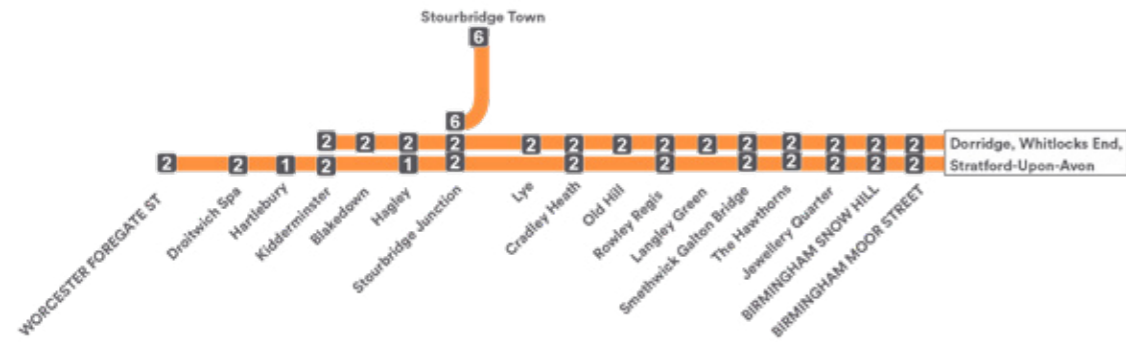 Stourbridge Town
6
6
2 2 2 2 2 2 2 2 2 2 2 2 2 2
Dorridge, Whitlocks End,
2 2 1 2 1 2 2 2 2 2 2 2 2
Stratford-Upon-Avon
WORCESTER FOREGATE ST
Droitwich Spa
Hartlebury
Kidderminster
Blakedown
Hagley
Stourbridge Junction
Lye
Cradley Heath
Old Hill
Rowley Regis
Langley Green
Smethwick Galton Bridge
The Hawthorns
Jewellery Quarter
BIRMINGHAM SNOW HILL
BIRMINGHAM MOOR STREET